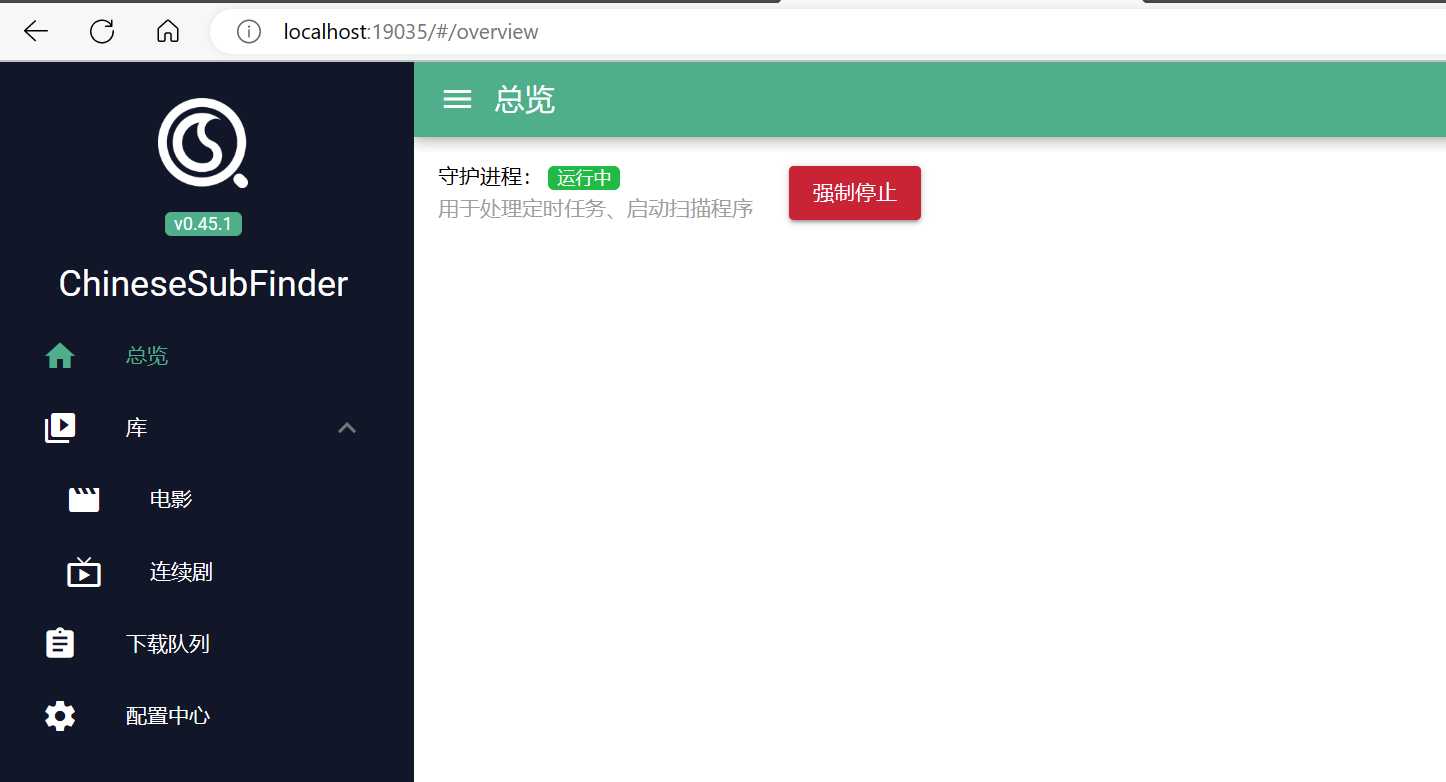 localhost:19035/#/overview
v0.45.1
ChineseSubFinder
总览
库
电影
连续剧
下载队列
配置中心
总览
守护进程： 运行中
用于处理定时任务、启动扫描程序
强制停止